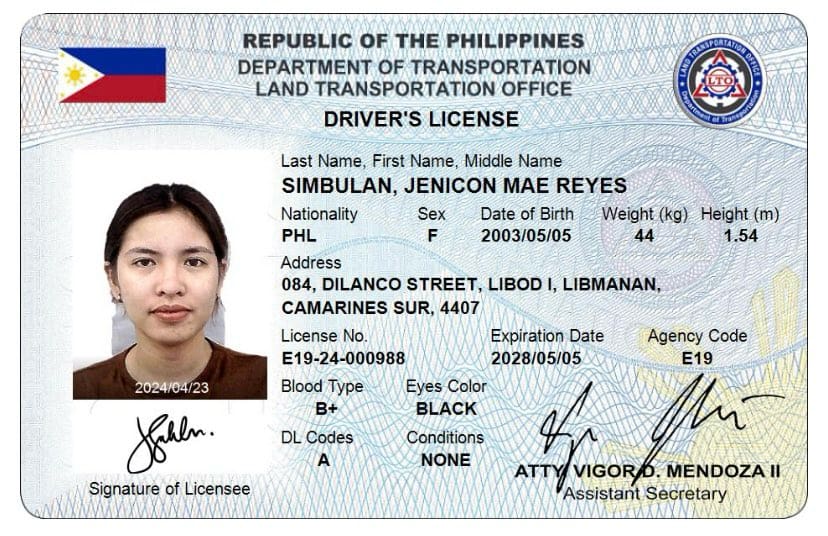 REPUBLIC OF THE PHILIPPINES
DEPARTMENT OF TRANSPORTATION
LAND TRANSPORTATION OFFICE
LAND TRANSPORTATION OFFICE
LTO
Department of Transportation
DRIVER'S LICENSE
Last Name, First Name, Middle Name
SIMBULAN, JENICON MAE REYES
Nationality Sex Date of Birth Weight (kg) Height (m)
PHL F 2003/05/05 44 1.54
Address
084, DILANCO STREET, LIBOD I, LIBMANAN,
CAMARINES SUR, 4407
License No. Expiration Date Agency Code
E19-24-000988 2028/05/05 E19
2024/04/23
Blood Type Eyes Color
B+ BLACK
DL Codes Conditions
A NONE
Signature of Licensee
ATTY VIGOR D. MENDOZA II
Assistant Secretary